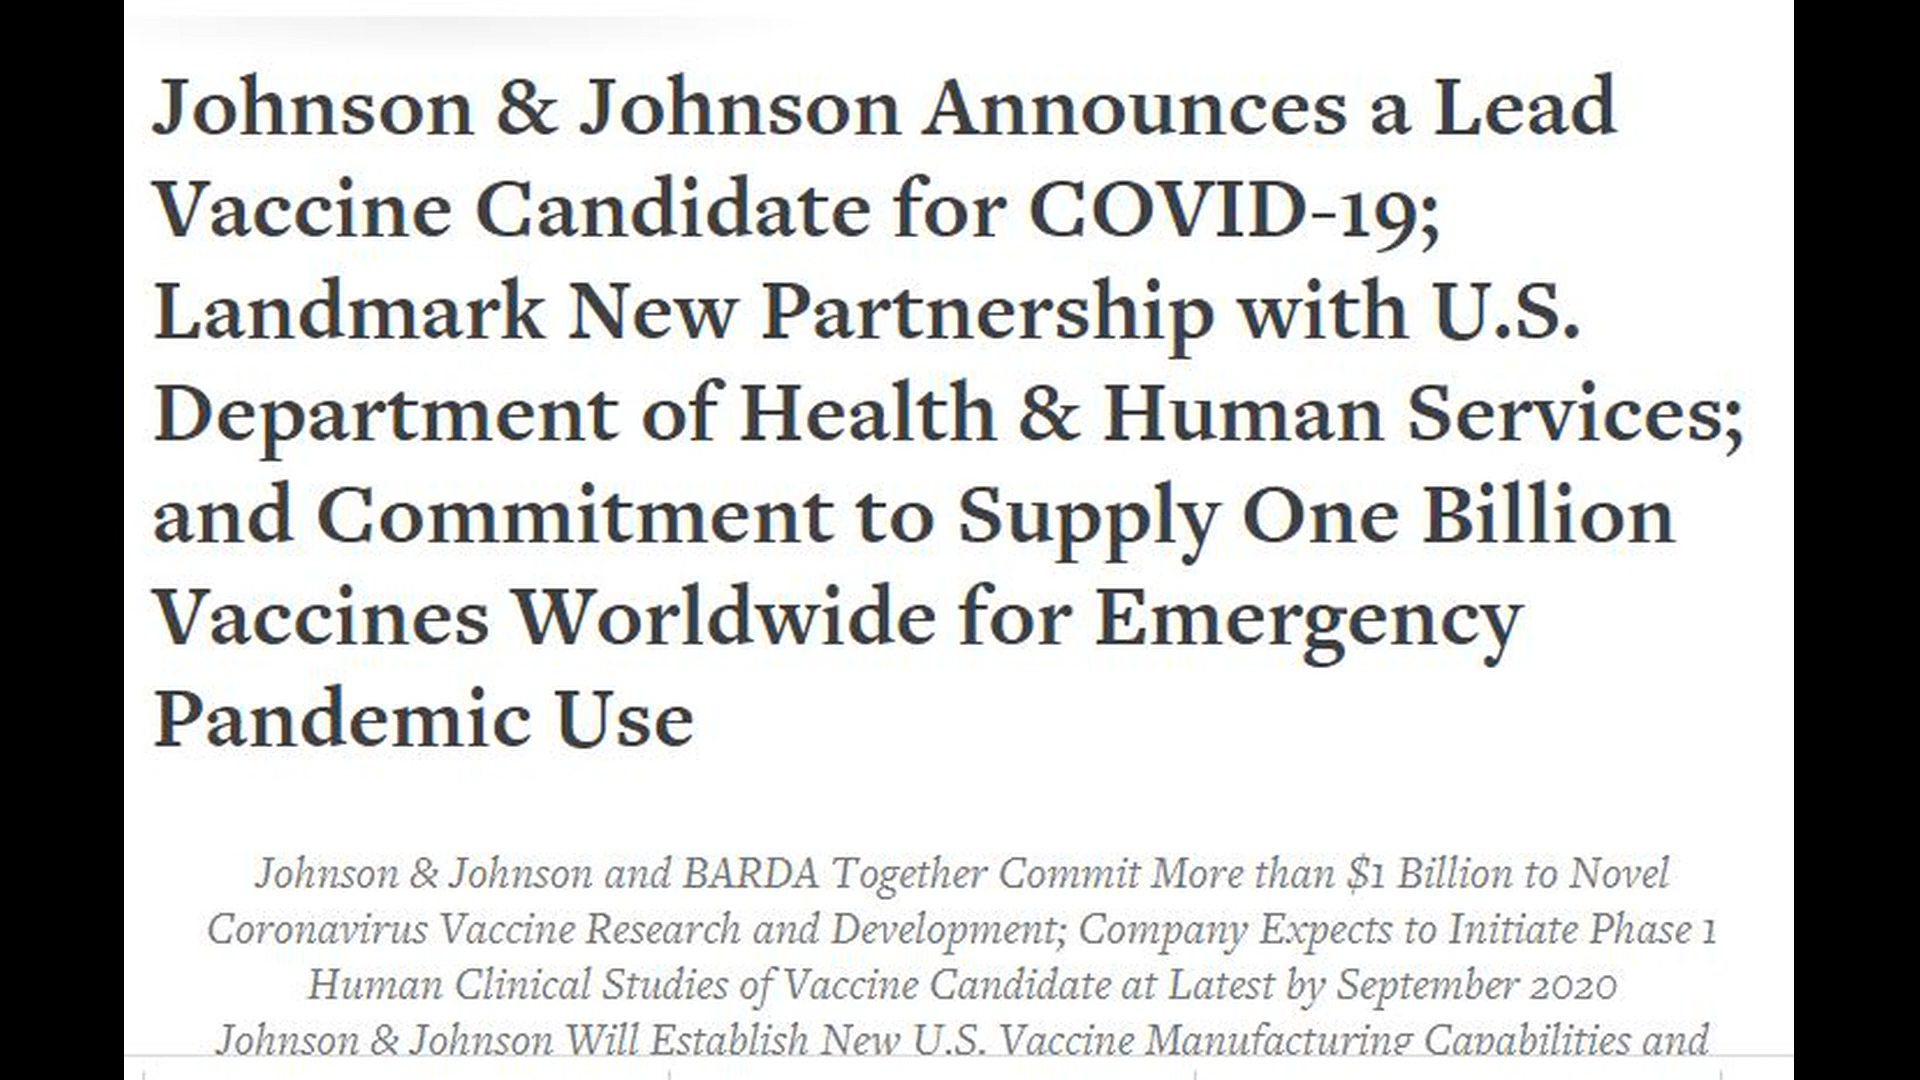 Johnson & Johnson Announces a Lead
Vaccine Candidate for COVID-19;
Landmark New Partnership with U.S.
Department of Health & Human Services;
and Commitment to Supply One Billion
Vaccines Worldwide for Emergency
Pandemic Use
Johnson & Johnson and BARDA Together Commit More than $1 Billion to Novel
Coronavirus Vaccine Research and Development; Company Expects to Initiate Phase 1
Human Clinical Studies of Vaccine Candidate at Latest by September 2020
Johnson & Johnson Will Establish New U.S. Vaccine Manufacturing Capabilities and